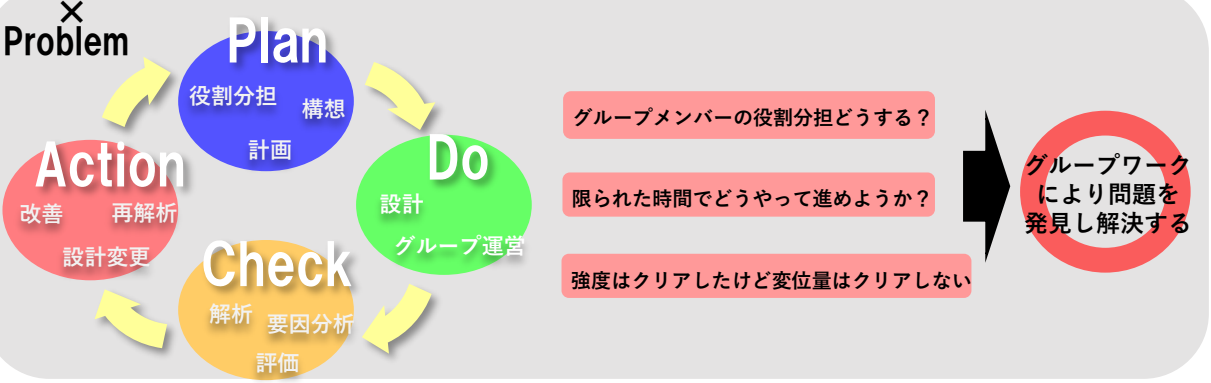 ×
Problem
Plan
役割分担
構想
計画
Do
設計
グループ運営
Check
解析
要因分析
評価
Action
改善
再解析
設計変更
グループメンバーの役割分担どうする？
限られた時間でどうやって進めようか？
強度はクリアしたけど変位量はクリアしない
グループワーク
により問題を
発見し解決する